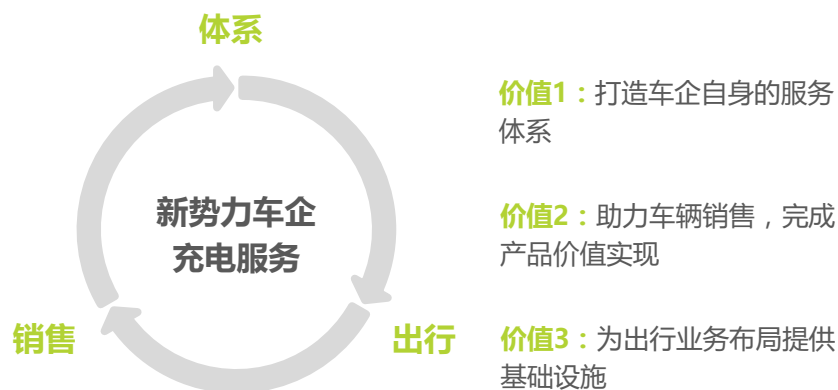 体系
新势力车企
充电服务
销售
出行
价值1：打造车企自身的服务
体系
价值2：助力车辆销售，完成
产品价值实现
价值3：为出行业务布局提供
基础设施